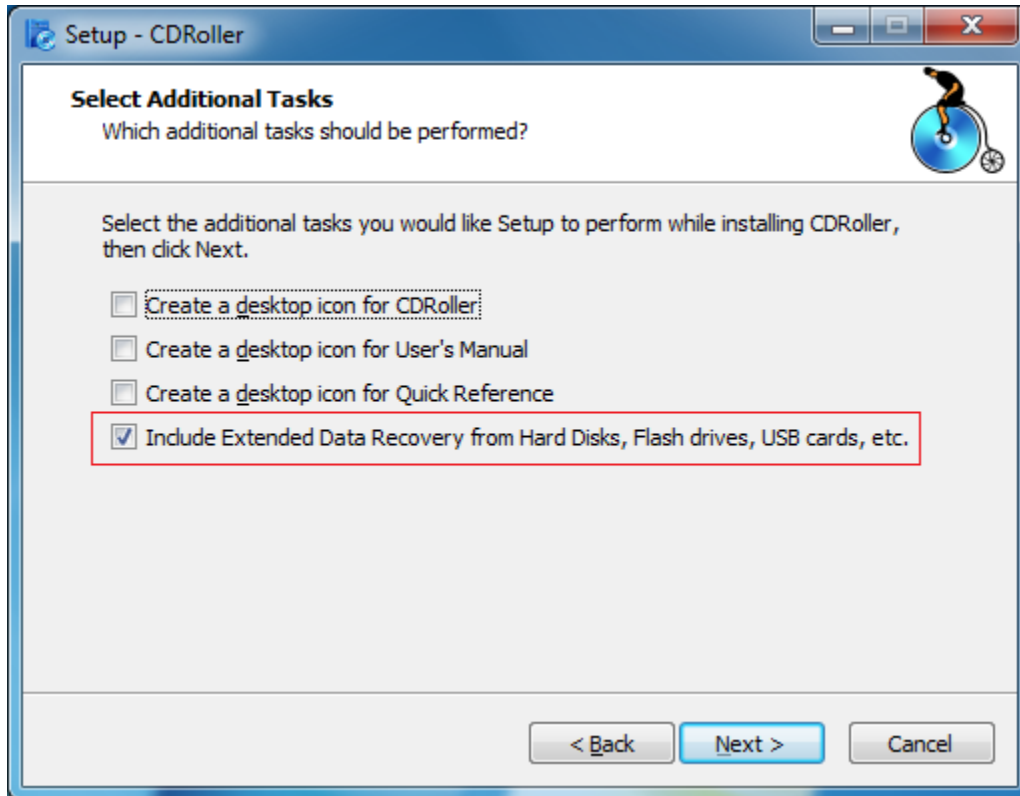 Setup - CDRoller
Select Additional Tasks
Which additional tasks should be performed?
Select the additional tasks you would like Setup to perform while installing CDRoller,
then click Next.
Create a desktop icon for CDRoller
Create a desktop icon for User's Manual
Create a desktop icon for Quick Reference
Include Extended Data Recovery from Hard Disks, Flash drives, USB cards, etc.
< Back
Next >
Cancel